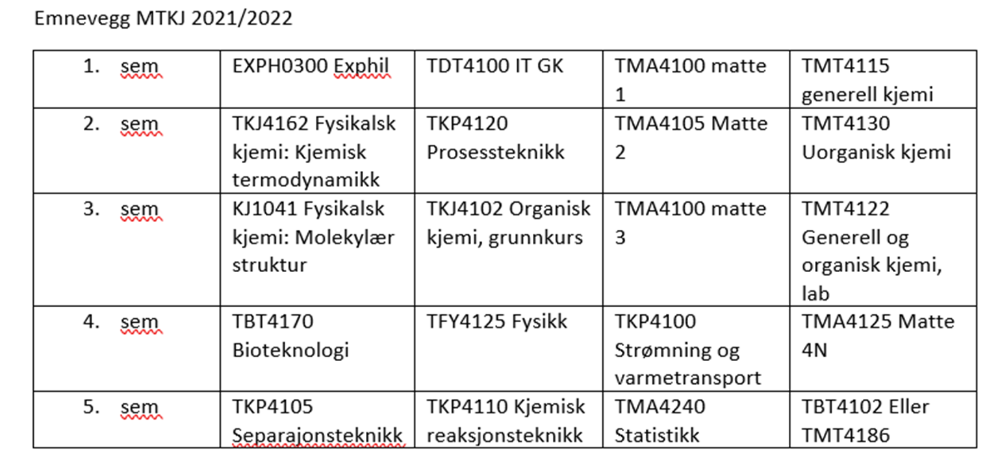 Emnevegg MTKJ 2021/2022
1. sem
EXPH0300 Exphil
TDT4100 IT GK
TMA4100 matte
1
TMT4115
generell kjemi
2. sem
TKJ4162 Fysikalsk
kjemi: Kjemisk
termodynamikk
TKP4120
Prosessteknikk
TMA4105 Matte
2
TMT4130
Uorganisk kjemi
3. sem
KJ1041 Fysikalsk
kjemi: Molekylær
struktur
TKJ4102 Organisk
kjemi, grunnkurs
TMA4100 matte
3
TMT4122
Generell og
organisk kjemi,
lab
4. sem
TBT4170
Bioteknologi
TFY4125 Fysikk
TKP4100
Strømning og
varmetransport
TMA4125 Matte
4N
5. sem
TKP4105
Separajonsteknikk
TKP4110 Kjemisk
reaksjonsteknikk
TMA4240
Statistikk
TBT4102 Eller
TMT4186